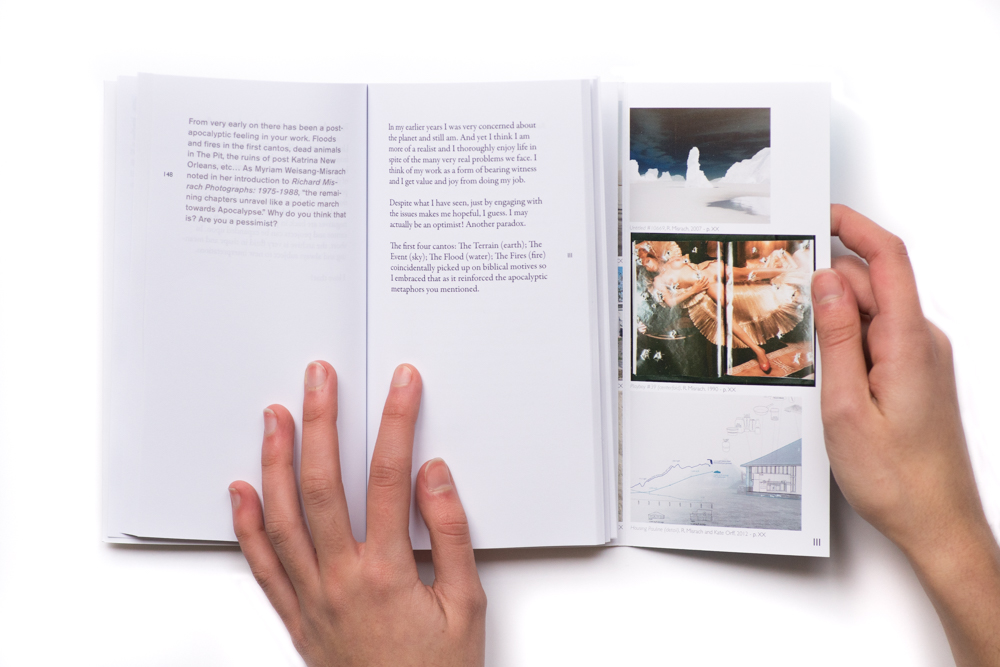 From very early on there has been a post-
apocalyptic feeling in your work. Floods
and fires in the first cantos, dead animals
in The Pit, the ruins of post Katrina New
Orleans, etc... As Myriam Weisang-Misrach
noted in her introduction to Richard Mis-
rach Photographs: 1975-1988, “the remai-
ning chapters unravel like a poetic march
towards Apocalypse.” Why do you think that
is? Are you a pessimist?
148
In my earlier years I was very concerned about
the planet and still am. And yet I think I am
more of a realist and I thoroughly enjoy life in
spite of the many very real problems we face. I
think of my work as a form of bearing witness
and I get value and joy from doing my job.
Despite what I have seen, just by engaging with
the issues makes me hopeful, I guess. I may
actually be an optimist! Another paradox.
The first four cantos: The Terrain (earth); The
Event (sky); The Flood (water); The Fires (fire)
coincidentally picked up on biblical motives so
I embraced that as it reinforced the apocalyptic
metaphors you mentioned.
III
R. Misrach, 2007 - p. XX
R. Misrach, 1990 - p. XX
R. Misrach and Kate Orff, 2012 - p. XX
III